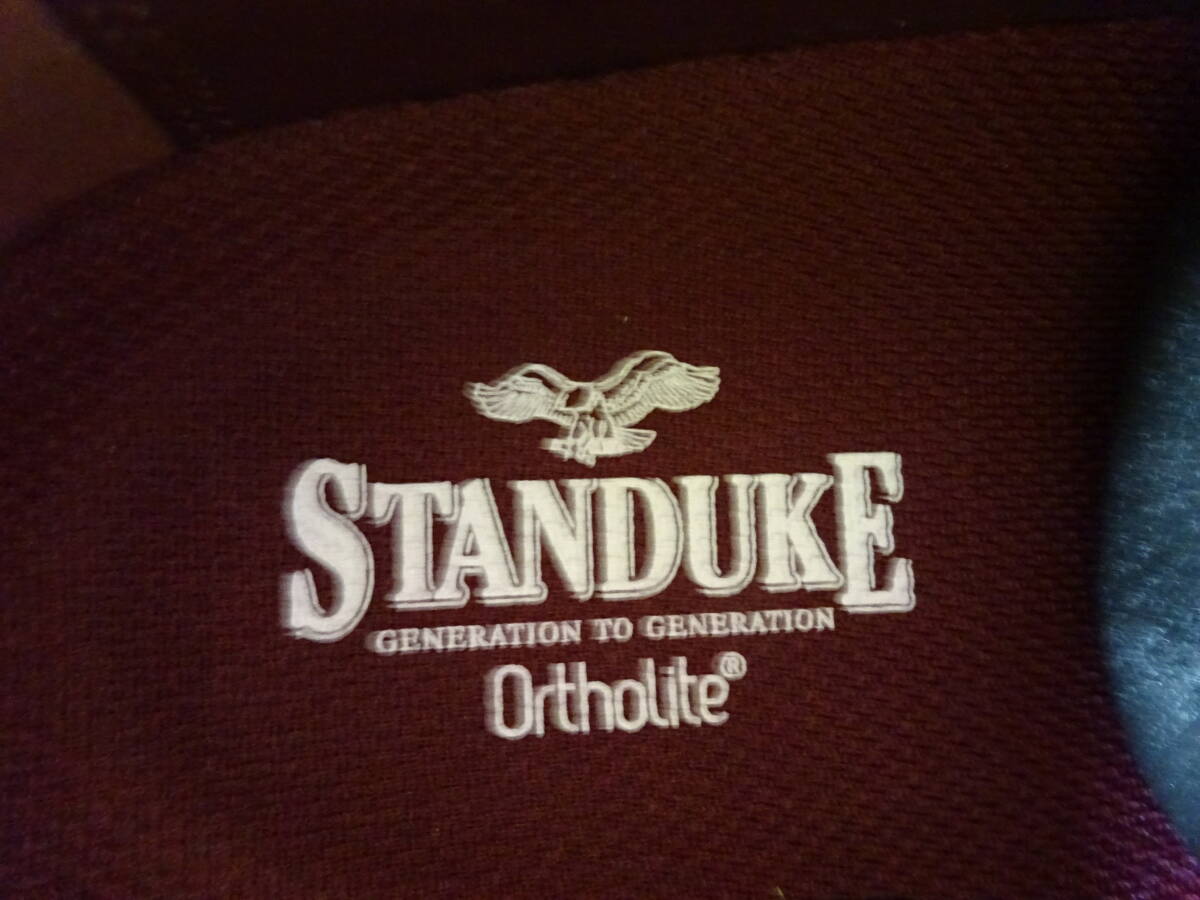 STANDUKE
GENERATION TO GENERATION
Ortholite®